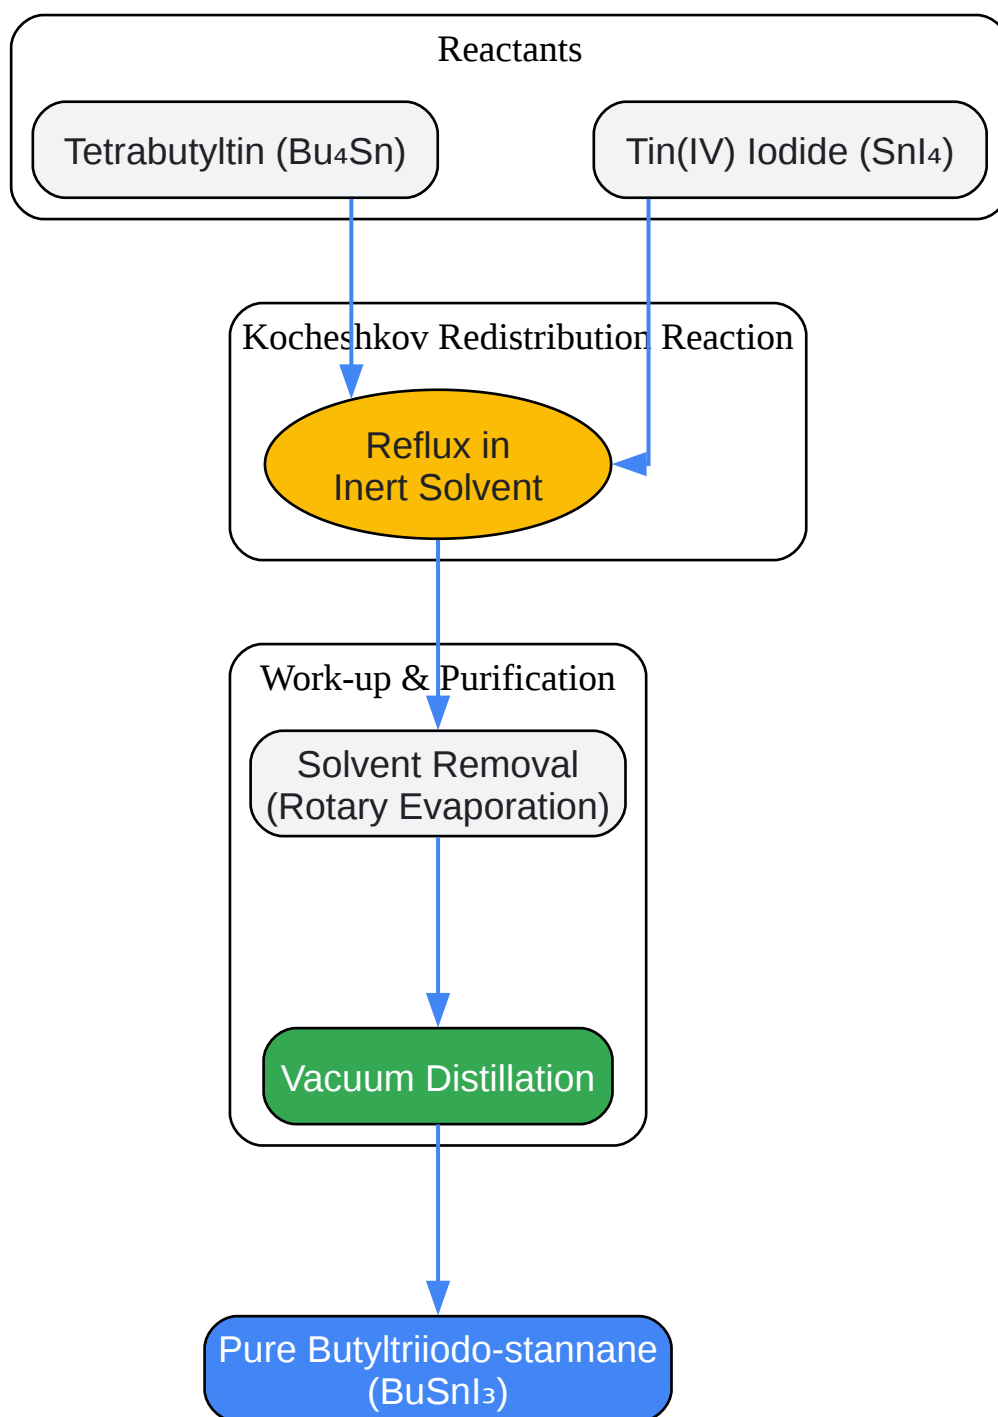 Reactants
Tetrabutyltin (Bu₄Sn)
Tin(IV) Iodide (SnI₄)
Kocheshkov Redistribution Reaction
Reflux in
Inert Solvent
Work-up & Purification
Solvent Removal
(Rotary Evaporation)
Vacuum Distillation
Pure Butyltriiodo-stannane
(BuSnI₃)